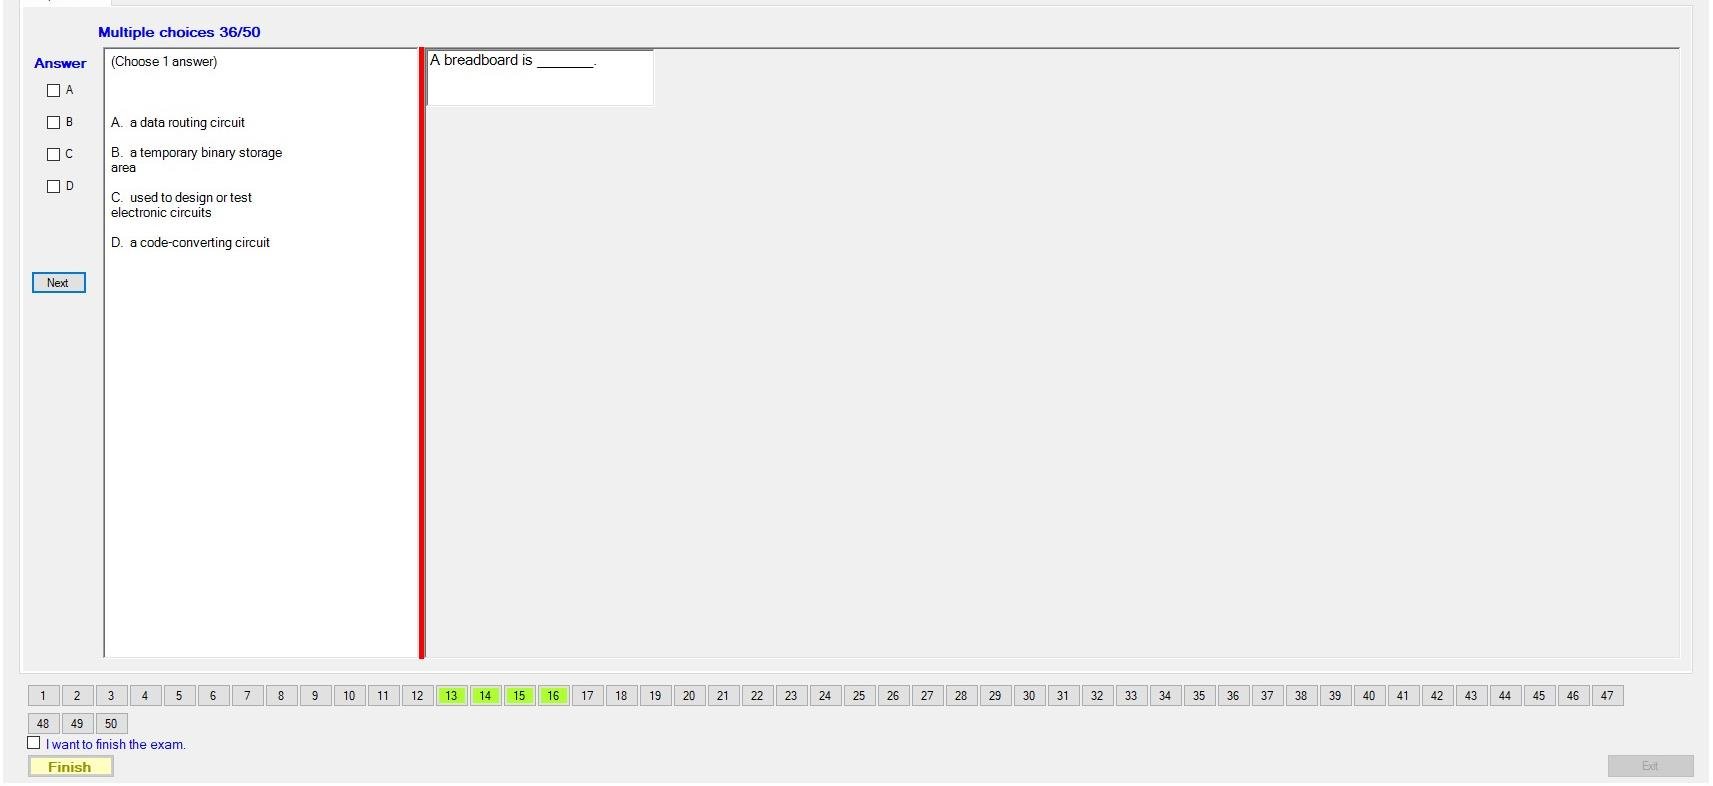 Multiple choices 36/50
Answer
A
B
C
D
Next
(Choose 1 answer)
A. a data routing circuit
B. a temporary binary storage
area
C. used to design or test
electronic circuits
D. a code-converting circuit
A breadboard is _______.
1 2 3 4 5 6 7 8 9 10 11 12 13 14 15 16 17 18 19 20 21 22 23 24 25 26 27 28 29 30 31 32 33 34 35 36 37 38 39 40 41 42 43 44 45 46 47
48 49 50
I want to finish the exam.
Finish
Exit